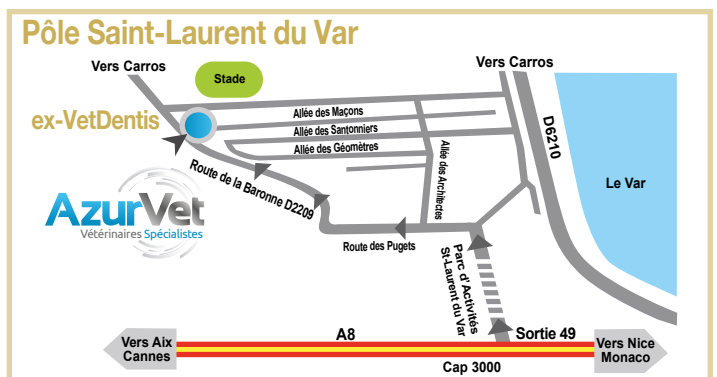 Pôle Saint-Laurent du Var
Vers Carros
Stade
Vers Carros
ex-VetDentis
Allée des Maçons
Allée des Santonniers
Allée des Géomètres
Allée des Architectes
D6210
Le Var
Route de la Baronne D2209
AzurVet
Vétérinaires Spécialistes
Route des Pugets
Parc d'Activités
St-Laurent du Var
Vers Aix
Cannes
A8
Sortie 49
Vers Nice
Monaco
Cap 3000